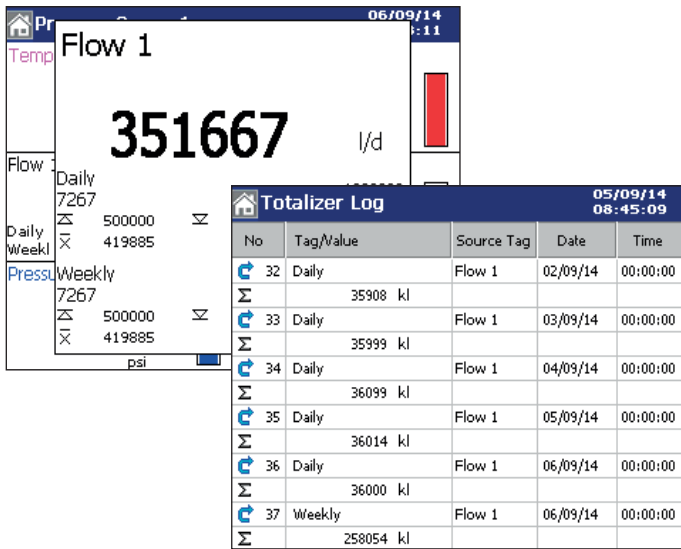 06/09/14
:11
Temp
Flow 1
351667 l/d
Flow
Daily
7267
500000
419885
Daily
Weekl
Pressu
Weekly
7267
500000
x̄ 419885
psi
Totalizer Log
05/09/14
08:45:09
No Tag/Value Source Tag Date Time
32 Daily Flow 1 02/09/14 00:00:00
Σ 35908 kl
33 Daily Flow 1 03/09/14 00:00:00
Σ 35999 kl
34 Daily Flow 1 04/09/14 00:00:00
Σ 36099 kl
35 Daily Flow 1 05/09/14 00:00:00
Σ 36014 kl
36 Daily Flow 1 06/09/14 00:00:00
Σ 36000 kl
37 Weekly Flow 1 06/09/14 00:00:00
Σ 258054 kl